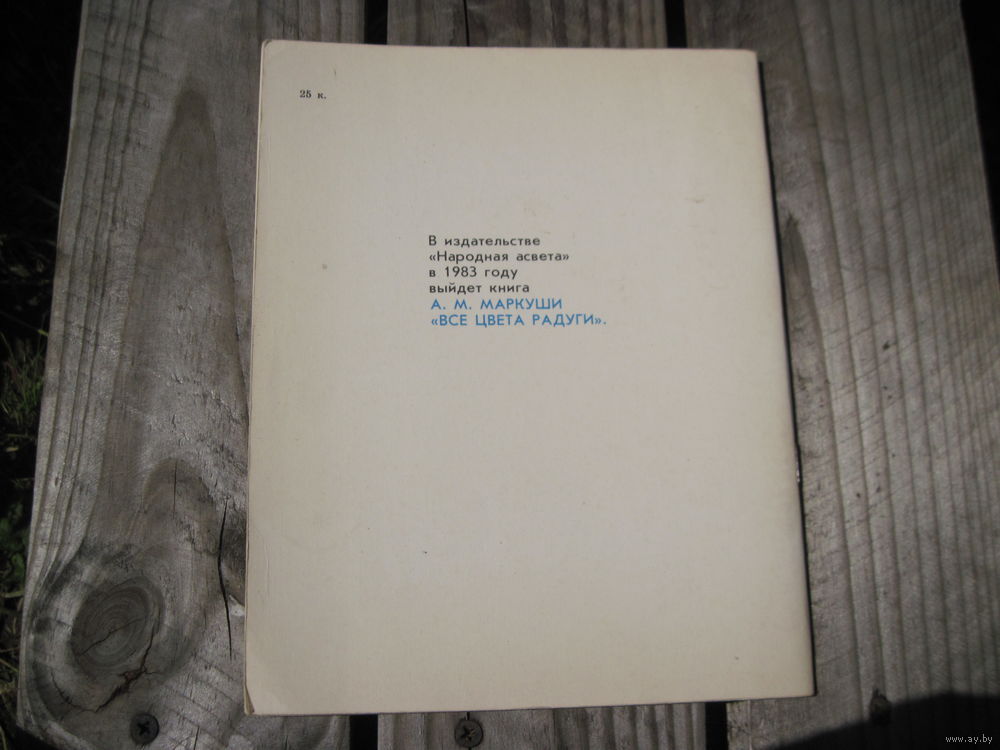 25 к.
В издательстве
«Народная асвета»
в 1983 году
выйдет книга
А. М. МАРКУШИ
«ВСЕ ЦВЕТА РАДУГИ».
www.ay.by